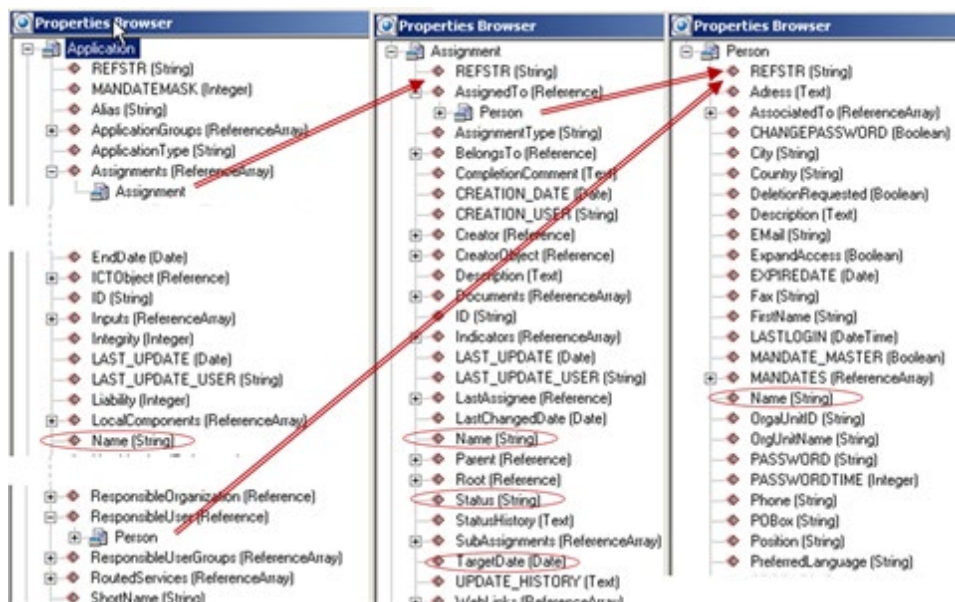 Properties Browser
Application
REFSTR (String)
MANDATEMASK (Integer)
Alias (String)
ApplicationGroups (ReferenceArray)
ApplicationType (String)
Assignments (ReferenceArray)
Assignment
EndDate (Date)
ICTObject (Reference)
ID (String)
Inputs (ReferenceArray)
Integrity (Integer)
LAST_UPDATE (Date)
LAST_UPDATE_USER (String)
Liability (Integer)
LocalComponents (ReferenceArray)
Name (String)
ResponsibleOrganization (Reference)
ResponsibleUser (Reference)
Person
ResponsibleUserGroups (ReferenceArray)
RoutedServices (ReferenceArray)
ShortName (String)
Properties Browser
Assignment
REFSTR (String)
AssignedTo (Reference)
Person
AssignmentType (String)
BelongsTo (Reference)
CompletionComment (Text)
CREATION_DATE (Date)
CREATION_USER (String)
Creator (Reference)
CreatorObject (Reference)
Description (Text)
Documents (ReferenceArray)
ID (String)
Indicators (ReferenceArray)
LAST_UPDATE (Date)
LAST_UPDATE_USER (String)
LastAssignee (Reference)
LastChangedDate (Date)
Name (String)
Parent (Reference)
Root (Reference)
Status (String)
StatusHistory (Text)
SubAssignments (ReferenceArray)
TargetDate (Date)
UPDATE_HISTORY (Text)
WebLinks (ReferenceArray)
Properties Browser
Person
REFSTR (String)
Adress (Text)
AssociatedTo (ReferenceArray)
CHANGEPASSWORD (Boolean)
City (String)
Country (String)
DeletionRequested (Boolean)
Description (Text)
EMail (String)
ExpandAccess (Boolean)
EXPIREDATE (Date)
Fax (String)
FirstName (String)
LASTLOGIN (DateTime)
MANDATE_MASTER (Boolean)
MANDATES (ReferenceArray)
Name (String)
OrgaUnitID (String)
OrgUnitName (String)
PASSWORD (String)
PASSWORDTIME (Integer)
Phone (String)
POBox (String)
Position (String)
PreferredLanguage (String)